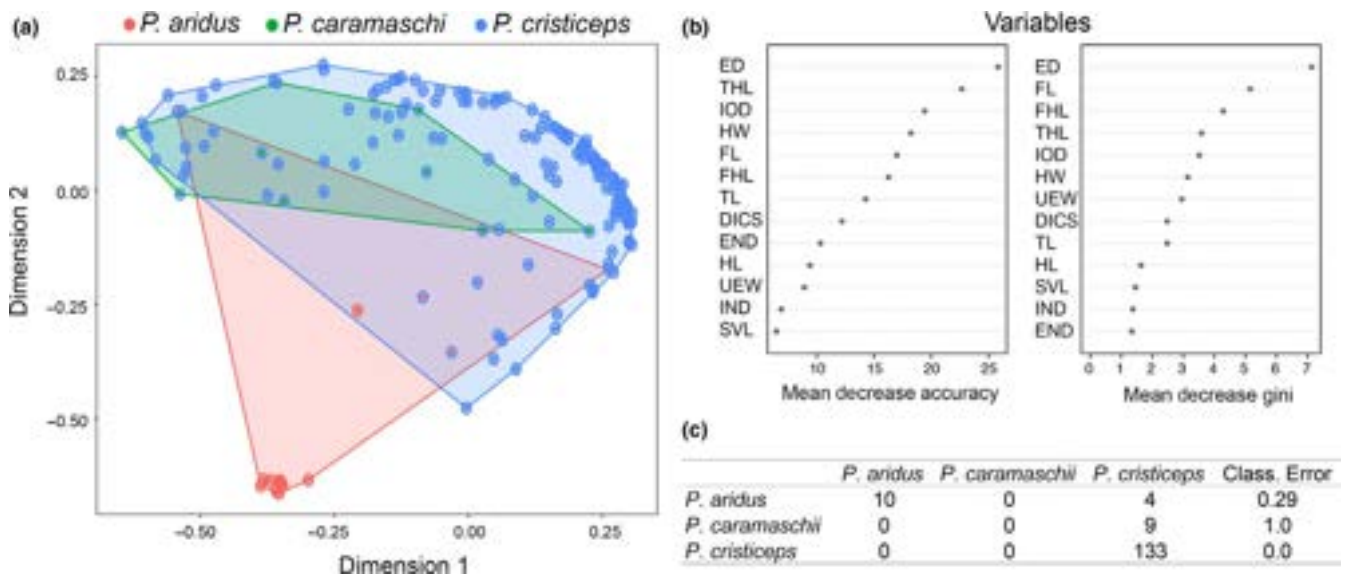 (a) P. aridus P. caramaschi P. cristiceps
0.25
0.00
−0.25
−0.50
Dimension 2
−0.50 −0.25 0.00 0.25
Dimension 1
(b) Variables
ED
THL
IOD
HW
FL
FHL
TL
DICS
END
HL
UEW
IND
SVL
10 15 20 25
Mean decrease accuracy
ED
FL
FHL
THL
IOD
HW
UEW
DICS
TL
HL
SVL
IND
END
0 1 2 3 4 5 6 7
Mean decrease gini
(c)
P. aridus P. caramaschii P. cristiceps Class. Error
P. aridus 10 0 4 0.29
P. caramaschii 0 0 9 1.0
P. cristiceps 0 0 133 0.0